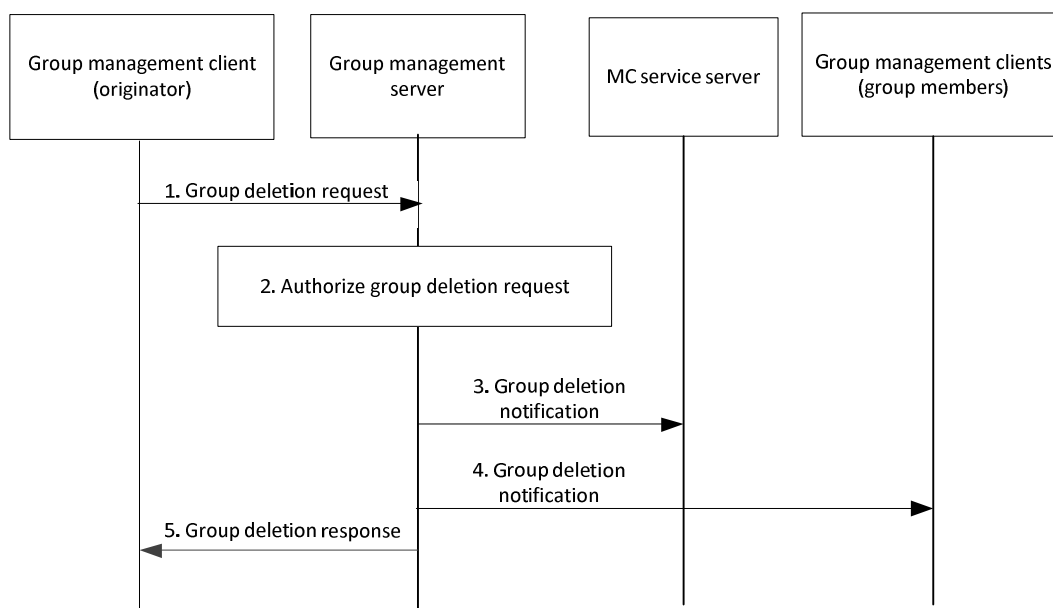 Group management client
(originator)
Group management
server
MC service server
Group management clients
(group members)
1. Group deletion request
2. Authorize group deletion request
3. Group deletion
notification
4. Group deletion
notification
5. Group deletion response